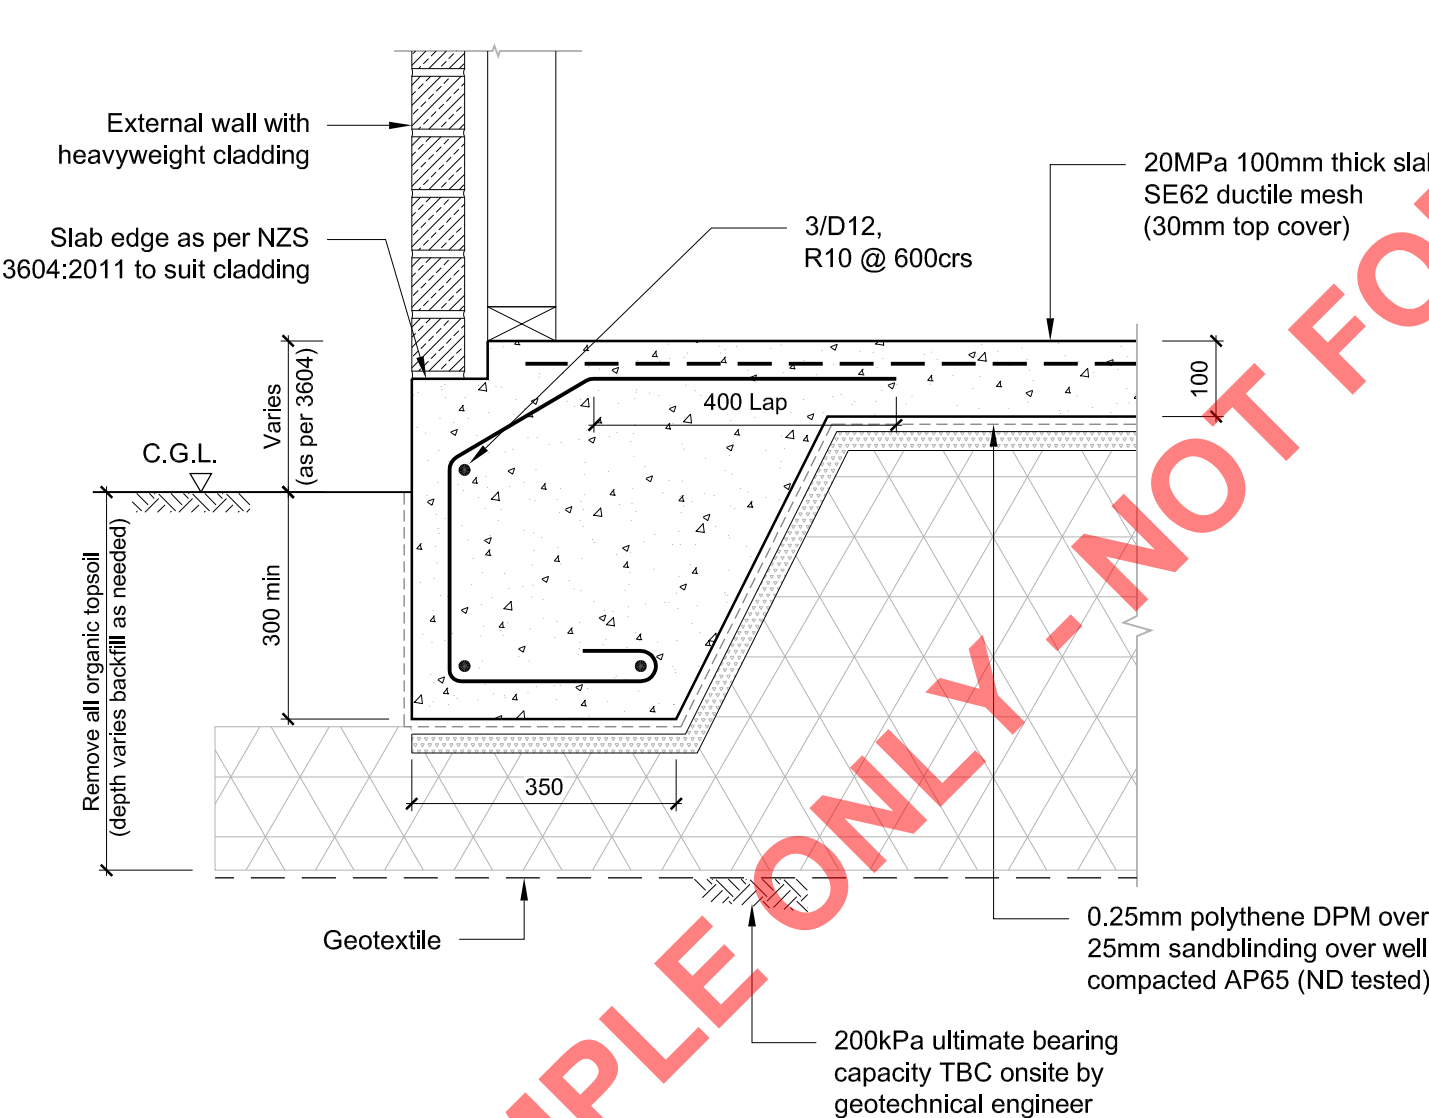 External wall with
heavyweight cladding
20MPa 100mm thick
SE62 ductile mesh
(30mm top cover)
Slab edge as per NZS
3604:2011 to suit cladding
3/D12,
R10 @ 600crs
Varies
(as per 3604)
100
400 Lap
C.G.L.
Remove all organic topsoil
(depth varies backfill as needed)
300 min
350
Geotextile
0.25mm polythene DPM over
25mm sandblinding over well
compacted AP65 (ND tested)
200kPa ultimate bearing
capacity TBC onsite by
geotechnical engineer
ONLY - NOT